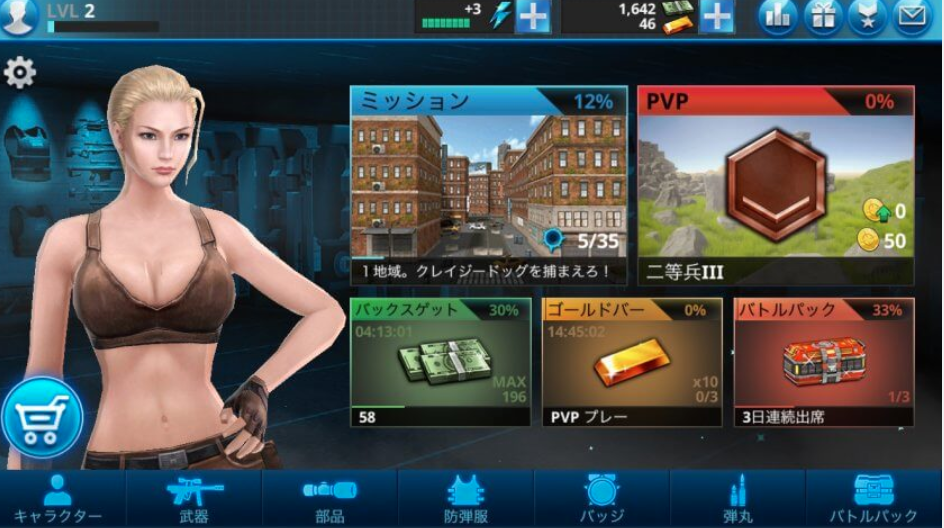 LVL 2
+3
1,642
46
ミッション 12%
5/35
1地域。クレイジードッグを捕まえろ！
PVP 0%
0
50
二等兵III
バックスゲット 30%
04:13:01
MAX
196
58
ゴールドバー 0%
14:45:02
x10
0/3
PVP プレー
バトルパック 33%
1/3
3日連続出席
キャラクター
武器
部品
防弾服
バッジ
弾丸
バトルパック